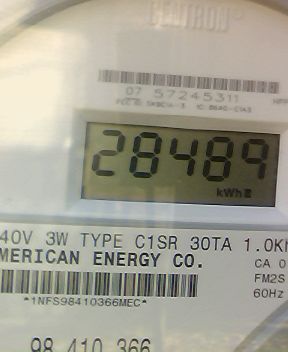 CENTRON®
07 57245311
28489
kWh
40V 3W TYPE C1SR 30TA 1.0K
MERICAN ENERGY CO.
CA 0
FM2S
*1NFS98410366MEC*
60Hz
98 410 366